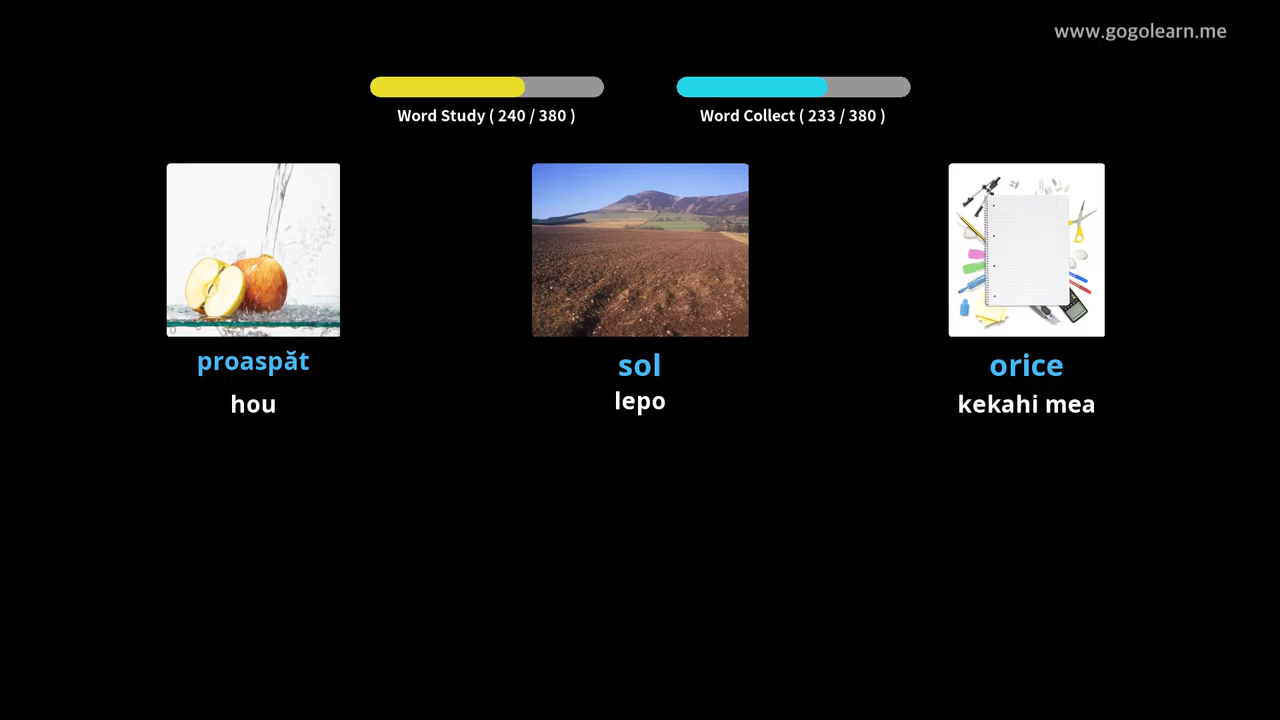 www.gogolearn.me
Word Study ( 240 / 380 )
Word Collect ( 233 / 380 )
proaspăt
hou
sol
lepo
orice
kekahi mea